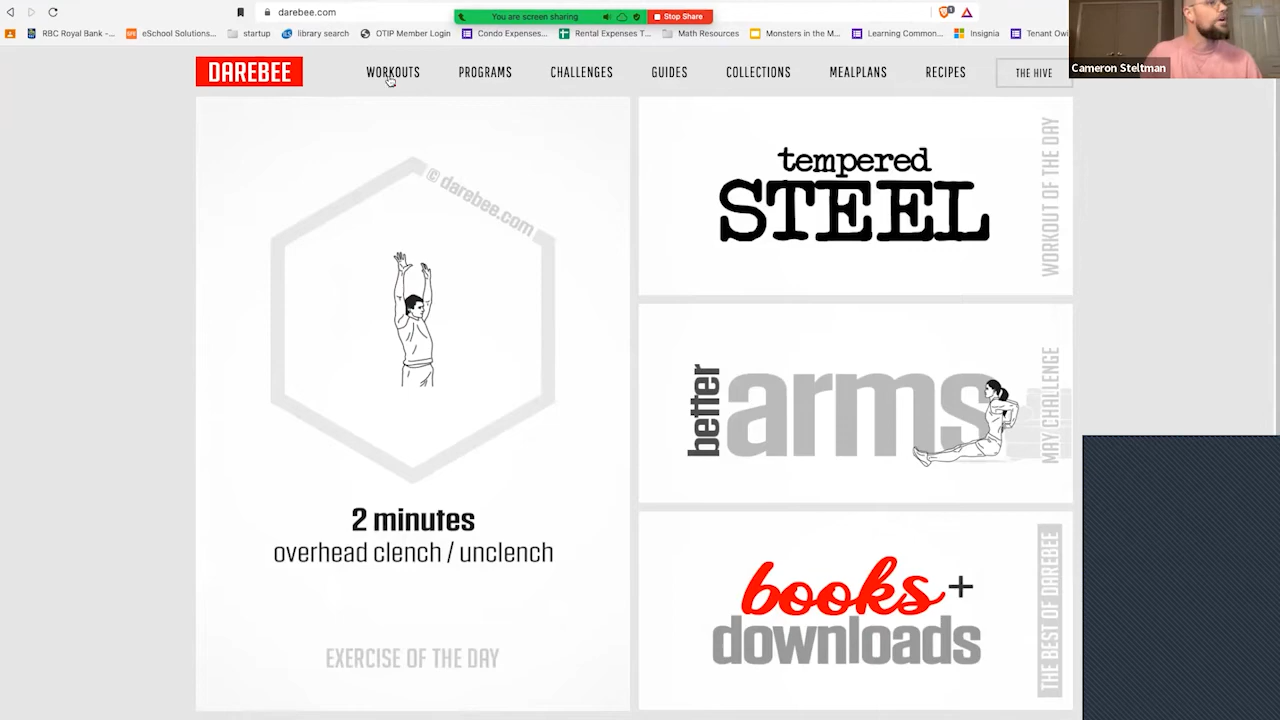 darebee.com
You are screen sharing
Stop Share
RBC Royal Bank -...
eSchool Solutions...
startup
library search
OTIP Member Login
Condo Expenses...
Rental Expenses T...
Math Resources
Monsters in the M...
Learning Common...
Insignia
Tenant Owi
Cameron Steltman
DAREBEE
WORKOUTS
PROGRAMS
CHALLENGES
GUIDES
COLLECTIONS
MEALPLANS
RECIPES
THE HIVE
© darebee.com
2 minutes
overhead clench / unclench
EXERCISE OF THE DAY
tempered
STEEL
WORKOUT OF THE DAY
better
arms
MAY CHALLENGE
books+
downloads
THE BEST OF DAREBEE